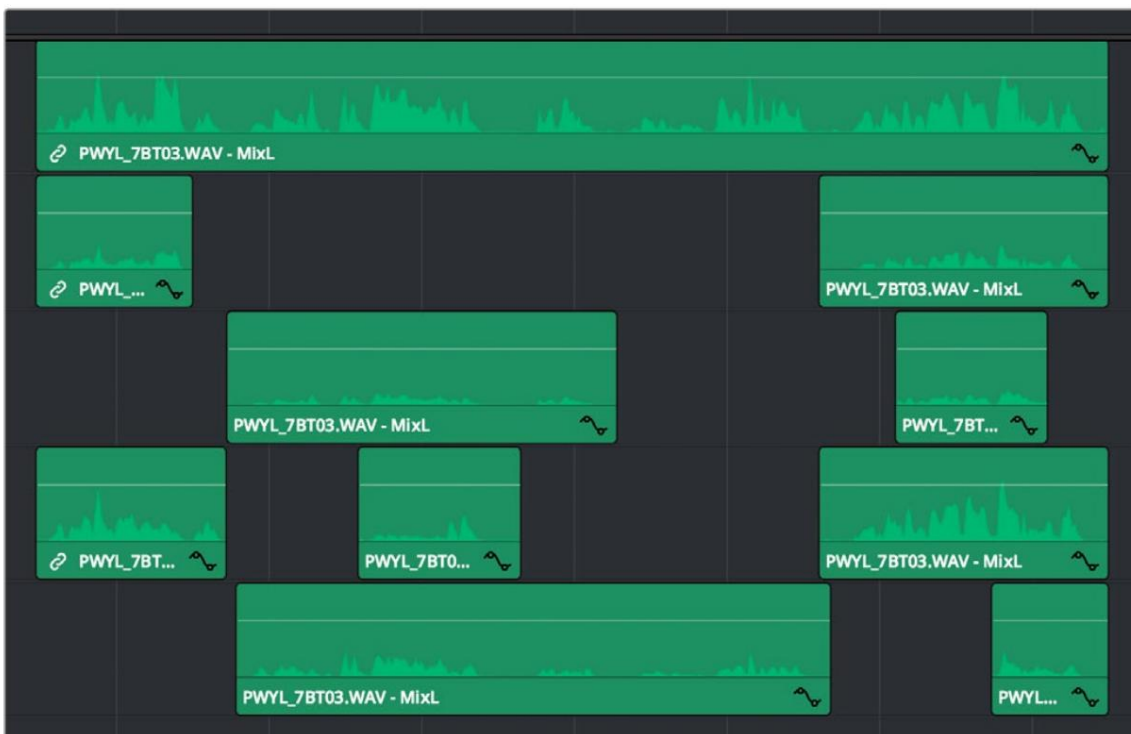 PWYL_7BT03.WAV - MixL
PWYL_... PWYL_7BT03.WAV - MixL
PWYL_7BT03.WAV - MixL PWYL_7BT...
PWYL_7BT... PWYL_7BT0... PWYL_7BT03.WAV - MixL
PWYL_7BT03.WAV - MixL PWYL...